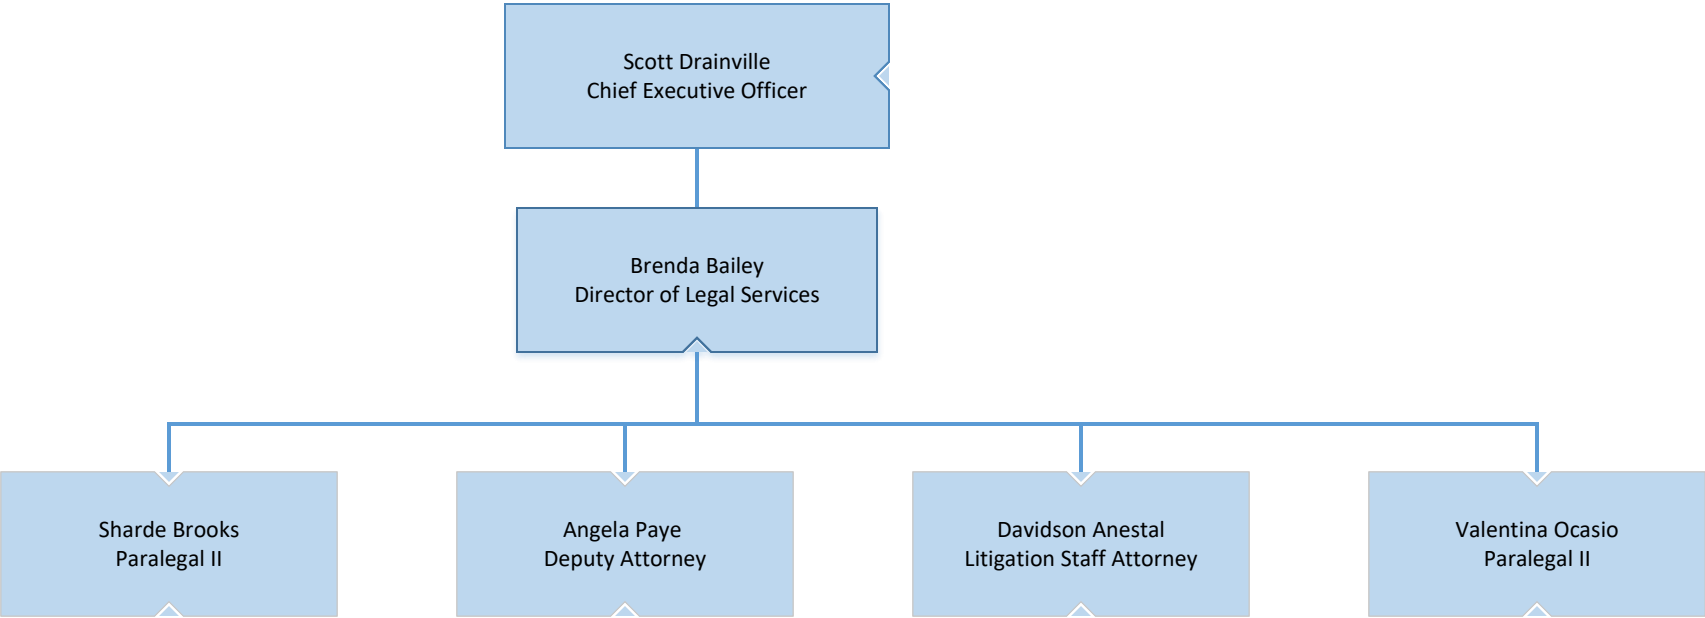 Scott Drainville
Chief Executive Officer
Brenda Bailey
Director of Legal Services
Sharde Brooks
Paralegal II
Angela Paye
Deputy Attorney
Davidson Anestal
Litigation Staff Attorney
Valentina Ocasio
Paralegal II